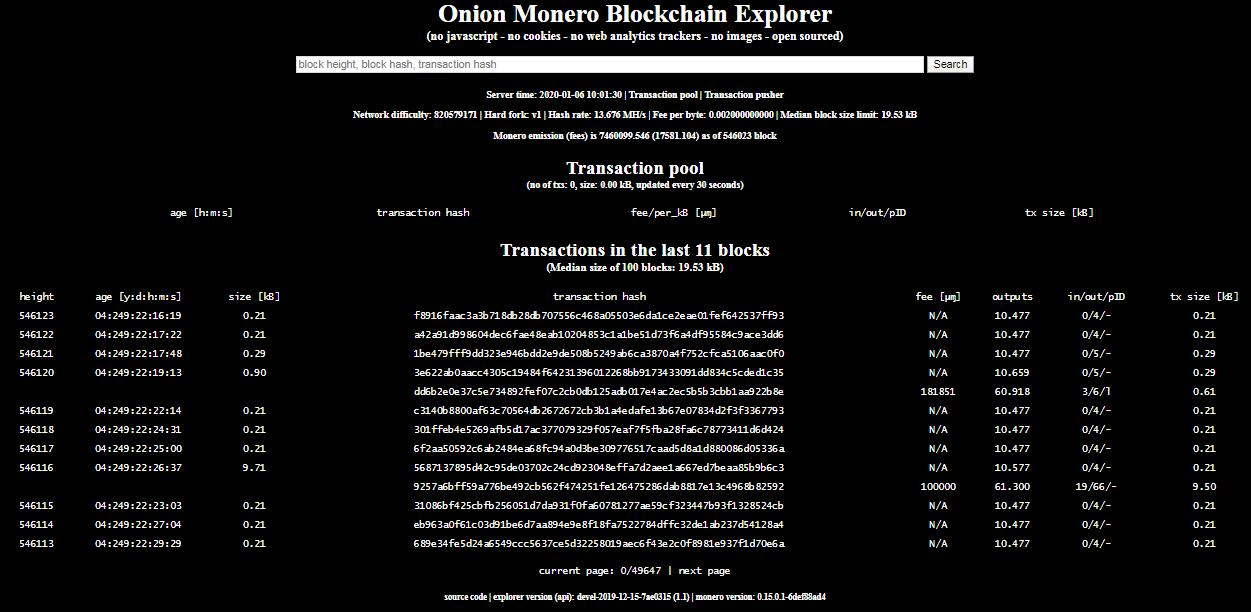 Onion Monero Blockchain Explorer
(no javascript - no cookies - no web analytics trackers - no images - open sourced)
block height, block hash, transaction hash Search
Server time: 2020-01-06 10:01:30 | Transaction pool | Transaction pusher
Network difficulty: 820579171 | Hard fork: v1 | Hash rate: 13.676 MH/s | Fee per byte: 0.002000000000 | Median block size limit: 19.53 kB
Monero emission (fees) is 7460099.546 (17581.104) as of 546023 block
Transaction pool
(no of txs: 0, size: 0.00 kB, updated every 30 seconds)
age [h:m:s] transaction hash fee/per_kB [µɱ] in/out/pID tx size [kB]
Transactions in the last 11 blocks
(Median size of 100 blocks: 19.53 kB)
height age [y:d:h:m:s] size [kB] transaction hash fee [µɱ] outputs in/out/pID tx size [kB]
546123 04:249:22:16:19 0.21 f8916faac3a3b718db28db707556c468a05503e6da1ce2eae01fef642537ff93 N/A 10.477 0/4/- 0.21
546122 04:249:22:17:22 0.21 a42a91d998604dec6fae48eab10204853c1a1be51d73f6a4df95584c9ace3dd6 N/A 10.477 0/4/- 0.21
546121 04:249:22:17:48 0.29 1be479fff9dd323e946bdd2e9de508b5249ab6ca3870a4f752cfca5106aac0f0 N/A 10.477 0/5/- 0.29
546120 04:249:22:19:13 0.90 3e622ab0aacc4305c19484f64231396012268bb9173433091dd834c5cded1c35 N/A 10.659 0/5/- 0.29
dd6b2e0e37c5e734892fef07c2cb0db125adb017e4ac2ec5b5b3cbb1aa922b8e 181851 60.918 3/6/l 0.61
546119 04:249:22:22:14 0.21 c3140b8800af63c70564db2672672cb3b1a4edafe13b67e07834d2f3f3367793 N/A 10.477 0/4/- 0.21
546118 04:249:22:24:31 0.21 301ffeb4e5269afb5d17ac377079329f057eaf7f5fba28fa6c78773411d6d424 N/A 10.477 0/4/- 0.21
546117 04:249:22:25:00 0.21 6f2aa50592c6ab2484ea68fc94a0d3be309776517caad5d8a1d880086d05336a N/A 10.477 0/4/- 0.21
546116 04:249:22:26:37 9.71 5687137895d42c95de03702c24cd923048effa7d2aee1a667ed7beaa85b9b6c3 N/A 10.577 0/4/- 0.21
9257a6bff59a776be492cb562f474251fe126475286dab8817e13c4968b82592 100000 61.300 19/66/- 9.50
546115 04:249:22:23:03 0.21 31086bf425cbfb256051d7da931f0fa60781277ae59cf323447b93f1328524cb N/A 10.477 0/4/- 0.21
546114 04:249:22:27:04 0.21 eb963a0f61c03d91be6d7aa894e9e8f18fa7522784dffc32de1ab237d54128a4 N/A 10.477 0/4/- 0.21
546113 04:249:22:29:29 0.21 689e34fe5d24a6549ccc5637ce5d32258019aec6f43e2c0f8981e937f1d70e6a N/A 10.477 0/4/- 0.21
current page: 0/49647 | next page
source code | explorer version (api): devel-2019-12-15-7ae0315 (1.1) | monero version: 0.15.0.1-6def88ad4